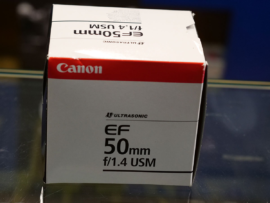 EF50mm
f/1.4 USM
Canon
ULTRASONIC
EF
50mm
f/1.4 USM